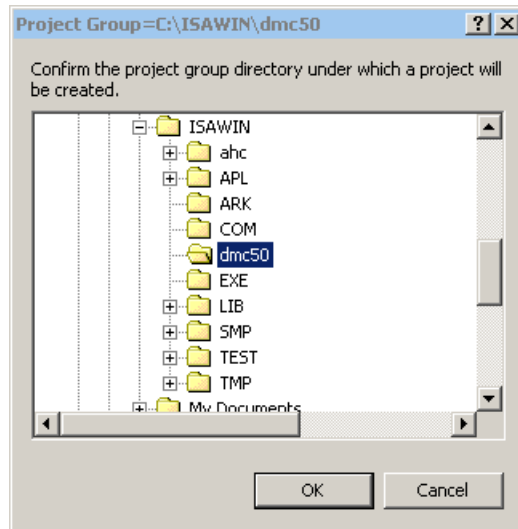 Project Group=C:\ISAWIN\dmc50
Confirm the project group directory under which a project will
be created.
ISAWIN
ahc
APL
ARK
COM
dmc50
EXE
LIB
SMP
TEST
TMP
My Documents
OK Cancel